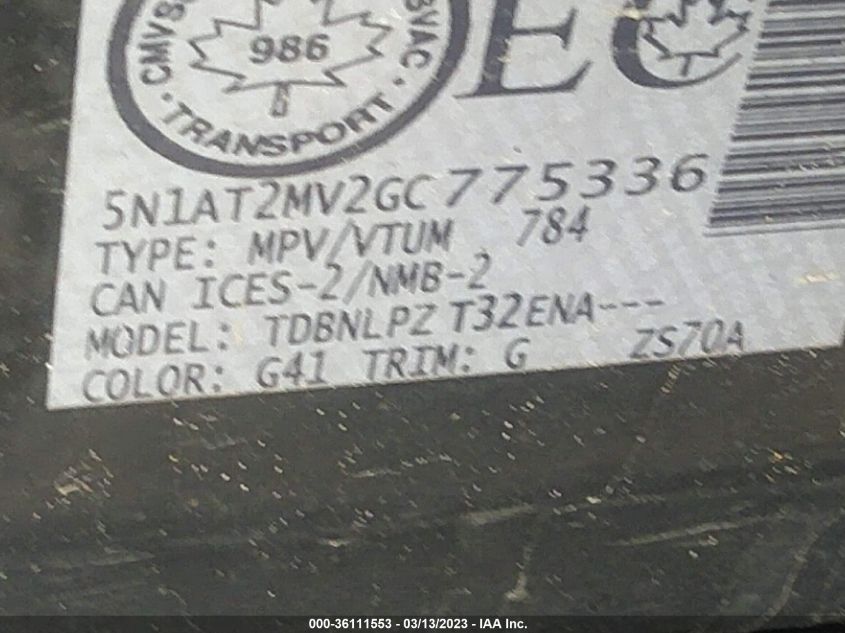 CMVS
986
TRANSPORT
SVAC
5N1AT2MV2GC775336
TYPE: MPV/VTUM 784
CAN ICES-2/NMB-2
MODEL: TDBNLPZ T32ENA---
COLOR: G41 TRIM: G ZS70A
000-36111553 - 03/13/2023 - IAA Inc.